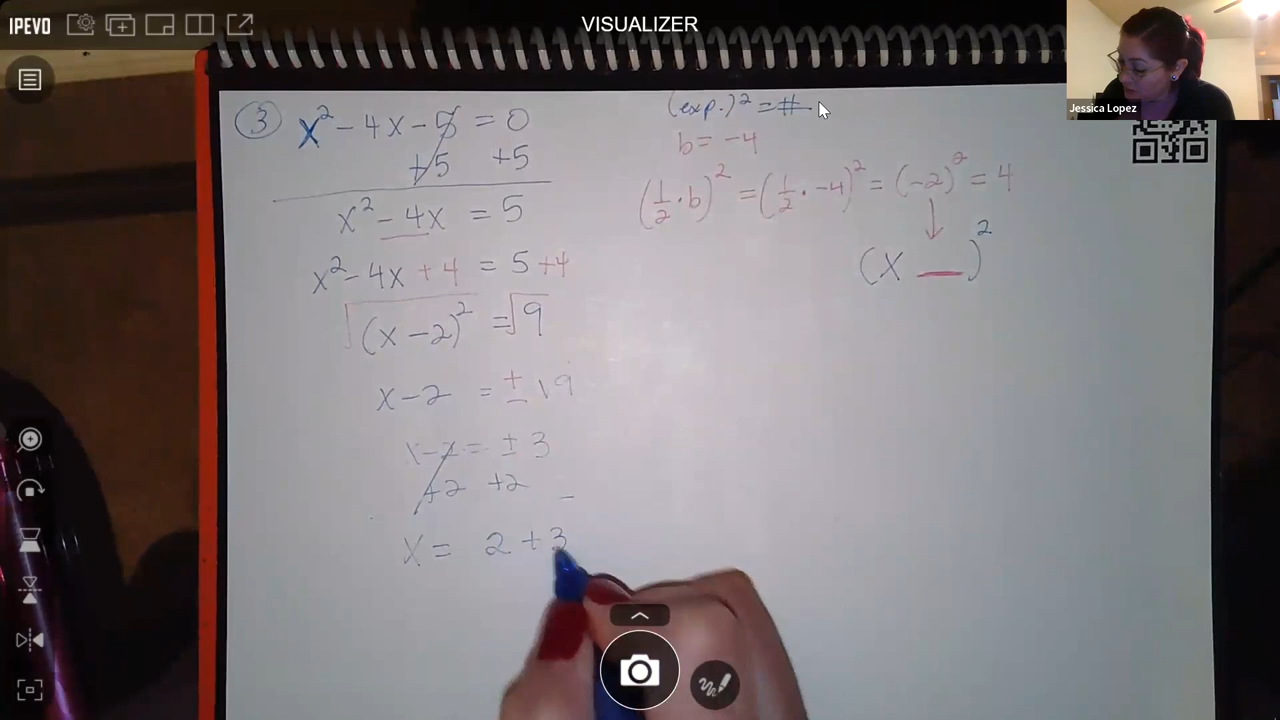 IPEVO
VISUALIZER
Jessica Lopez
③ x² - 4x - 5 = 0
+5 +5
x² - 4x = 5
x² - 4x + 4 = 5 + 4
√(x - 2)² = √9
x - 2 = ± √9
x - 2 = ± 3
+2 +2
x = 2 + 3
(exp.)² = #
b = -4
(1/2 · b)² = (1/2 · -4)² = (-2)² = 4
(x __)²